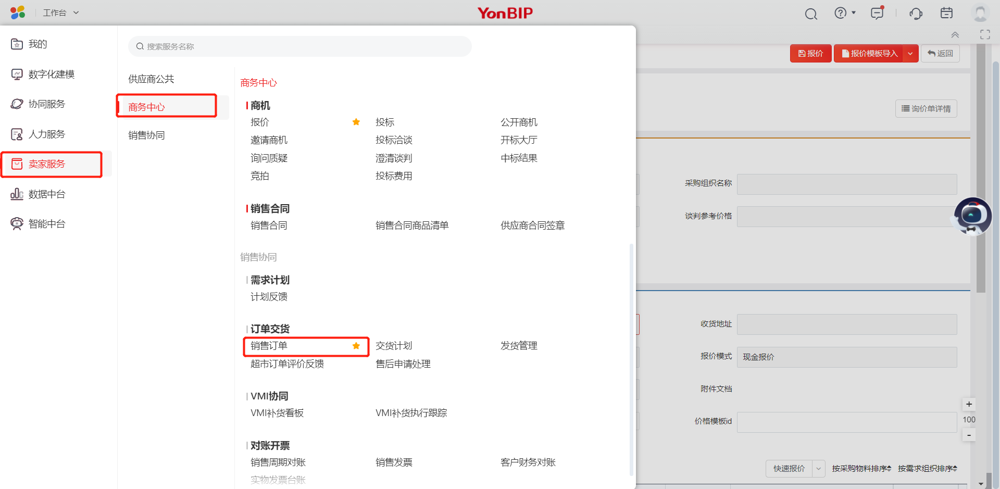 工作台
YonBIP
我的
数字化建模
协同服务
人力服务
卖家服务
数据中台
智能中台
搜索服务名称
供应商公共
商务中心
销售协同
商务中心
商机
报价 投标 公开商机
邀请商机 投标洽谈 开标大厅
询问质疑 澄清谈判 中标结果
竞拍 投标费用
销售合同
销售合同 销售合同商品清单 供应商合同签章
销售协同
需求计划
计划反馈
订单交货
销售订单 交货计划 发货管理
超市订单评价反馈 售后申请处理
VMI协同
VMI补货看板 VMI补货执行跟踪
对账开票
销售周期对账 销售发票 客户财务对账
实物发票台账
报价 报价模板导入 返回
询价单详情
采购组织名称
谈判参考价格
收货地址
报价模式 现金报价
附件文档
价格模板id
+
100
-
快速报价 按采购物料排序 按需求组织排序